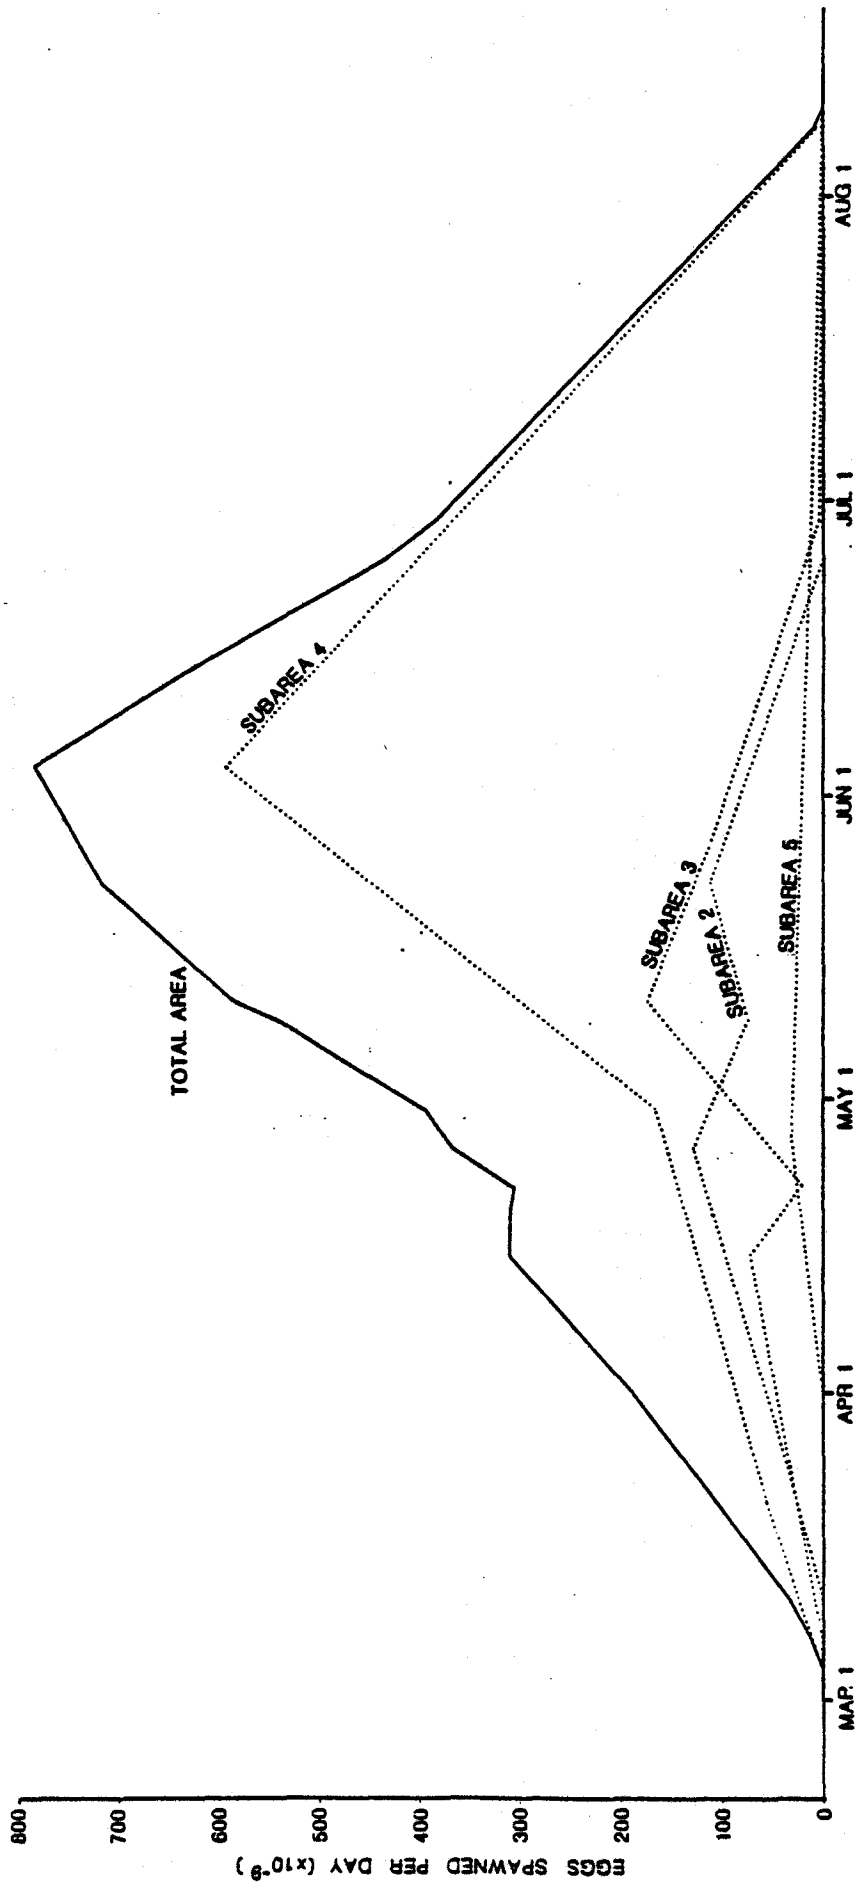 EGGS SPAWNED PER DAY (x10⁻⁹)
800
700
600
500
400
300
200
100
0
TOTAL AREA
SUBAREA 4
SUBAREA 3
SUBAREA 2
SUBAREA 5
MAR 1
APR 1
MAY 1
JUN 1
JUL 1
AUG 1